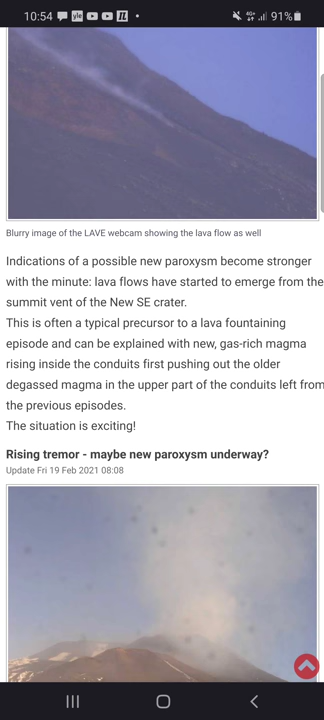 10:54
yle
4G+
91%
Blurry image of the LAVE webcam showing the lava flow as well
Indications of a possible new paroxysm become stronger
with the minute: lava flows have started to emerge from the
summit vent of the New SE crater.
This is often a typical precursor to a lava fountaining
episode and can be explained with new, gas-rich magma
rising inside the conduits first pushing out the older
degassed magma in the upper part of the conduits left from
the previous episodes.
The situation is exciting!
Rising tremor - maybe new paroxysm underway?
Update Fri 19 Feb 2021 08:08